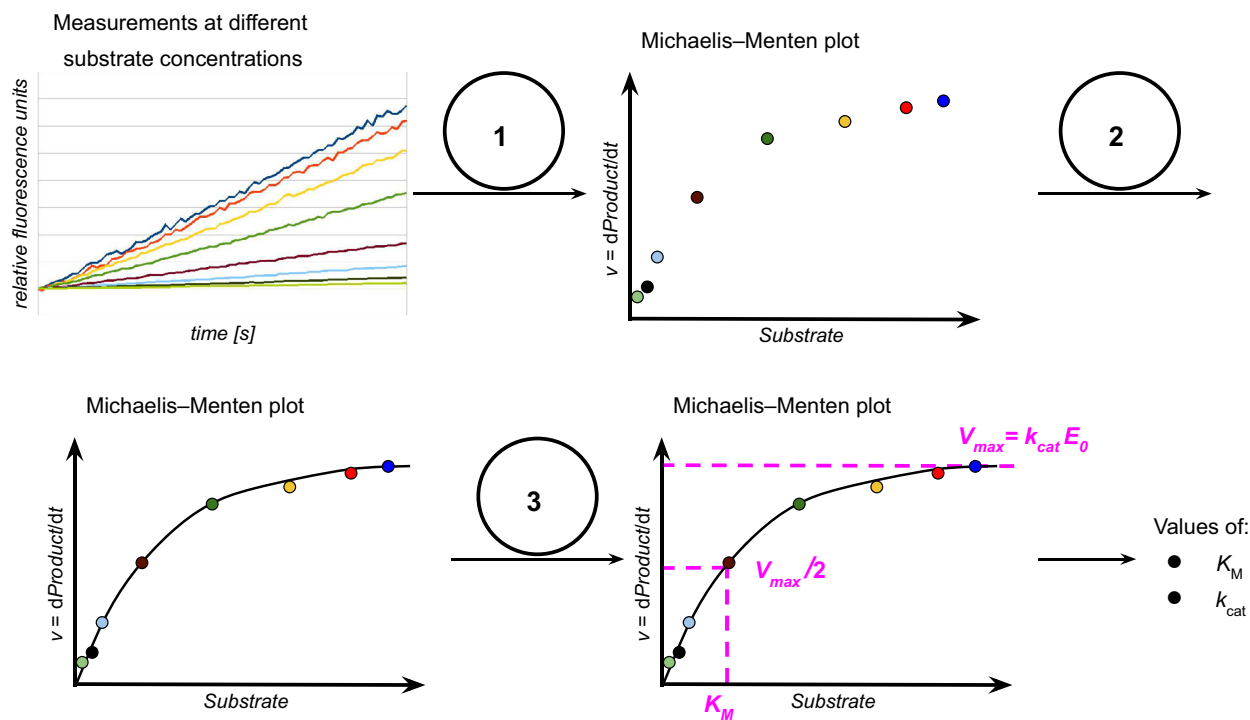 Measurements at different
substrate concentrations
relative fluorescence units
time [s]
1
Michaelis–Menten plot
v = dProduct/dt
Substrate
2
Michaelis–Menten plot
v = dProduct/dt
Substrate
3
Michaelis–Menten plot
v = dProduct/dt
Vmax = kcat E0
Vmax/2
KM
Substrate
Values of:
● KM
● kcat